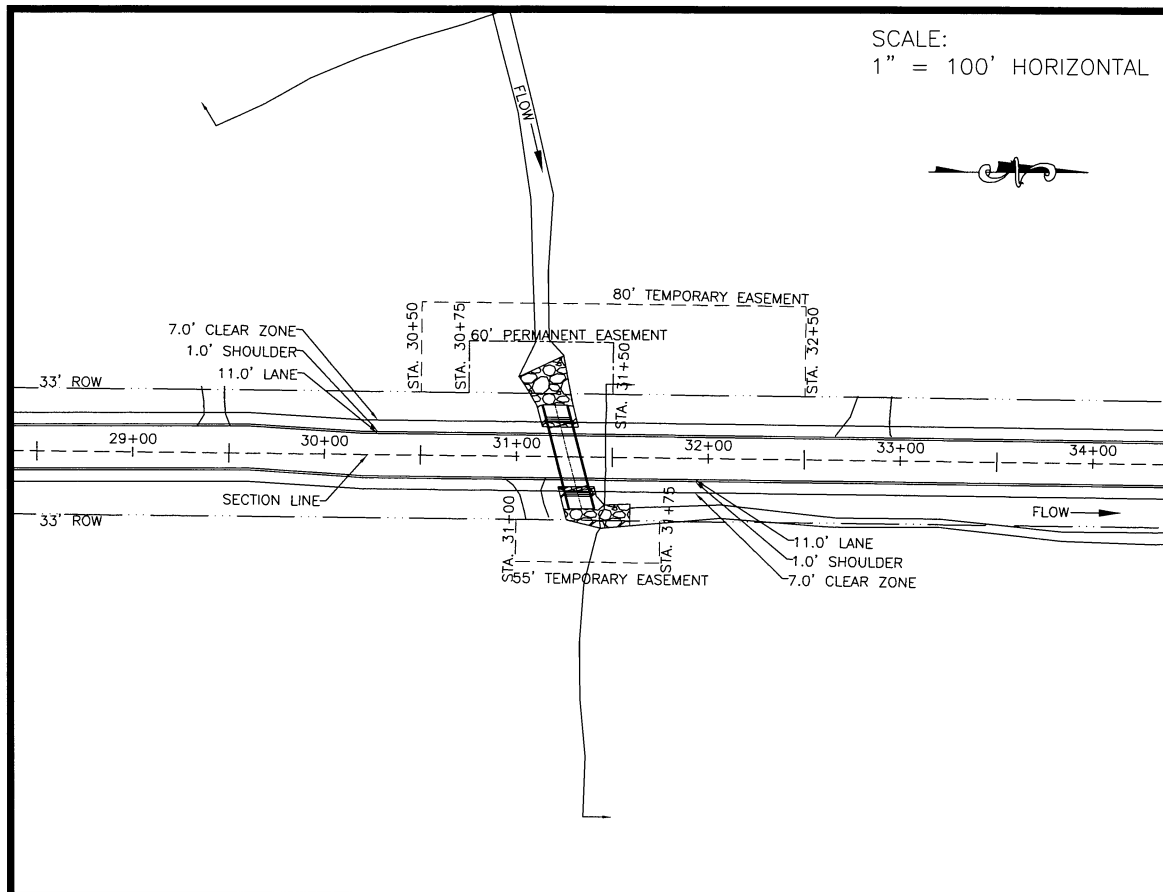 SCALE:
1" = 100' HORIZONTAL
FLOW
80' TEMPORARY EASEMENT
STA. 30+50
STA. 30+75
60' PERMANENT EASEMENT
STA. 31+50
STA. 32+50
7.0' CLEAR ZONE
1.0' SHOULDER
11.0' LANE
33' ROW
29+00
30+00
31+00
32+00
33+00
34+00
SECTION LINE
33' ROW
STA. 31+00
STA. 31+75
55' TEMPORARY EASEMENT
11.0' LANE
1.0' SHOULDER
7.0' CLEAR ZONE
FLOW